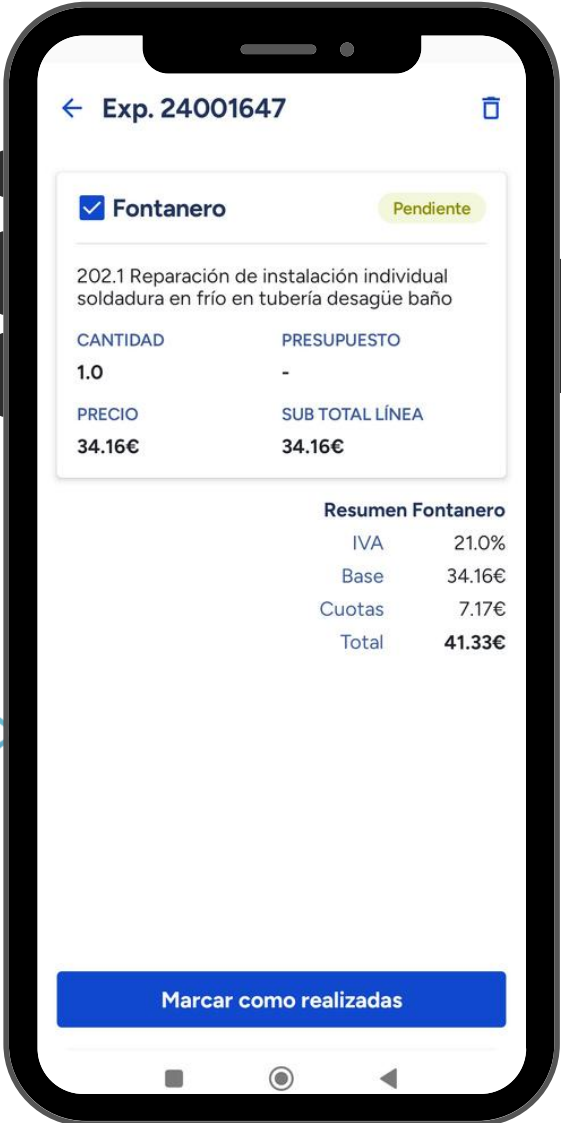 Exp. 24001647
Fontanero
Pendiente
202.1 Reparación de instalación individual
soldadura en frío en tubería desagüe baño
CANTIDAD PRESUPUESTO
1.0 -
PRECIO SUB TOTAL LÍNEA
34.16€ 34.16€
Resumen Fontanero
IVA 21.0%
Base 34.16€
Cuotas 7.17€
Total 41.33€
Marcar como realizadas